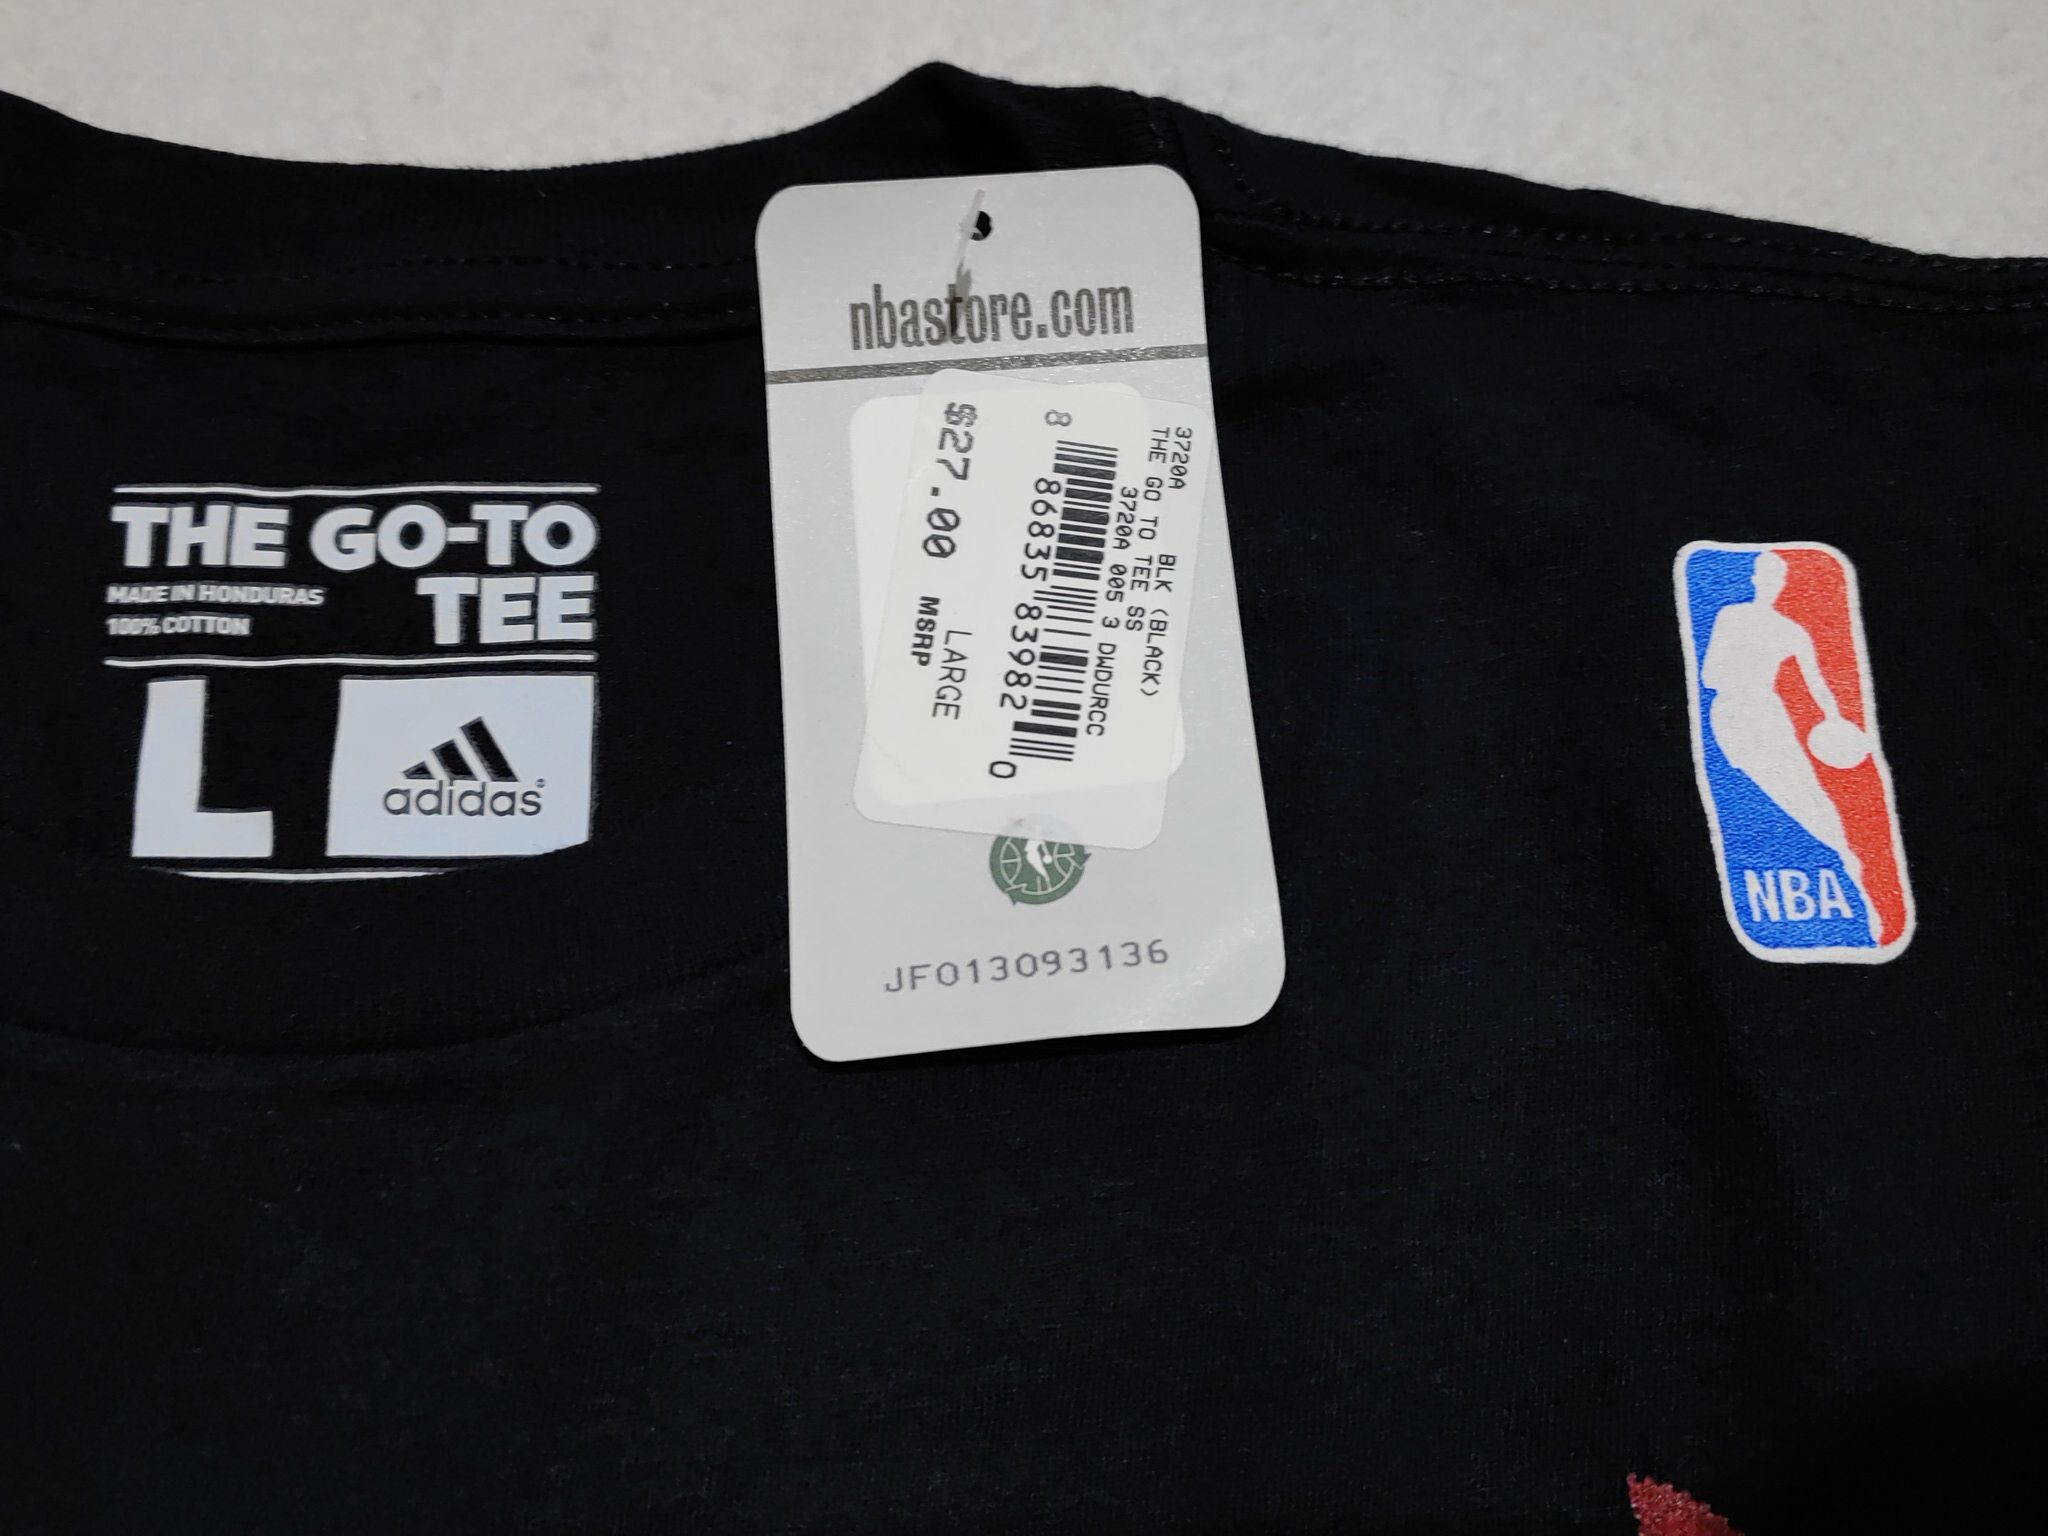 THE GO-TO
TEE
MADE IN HONDURAS
100% COTTON
L
adidas®
nbastore.com
3720A BLK (BLACK)
THE GO TO TEE SS
3720A 005 3 DWDURCC
8 86835 83982 0
LARGE
$27.00 MSRP
JF013093136
NBA